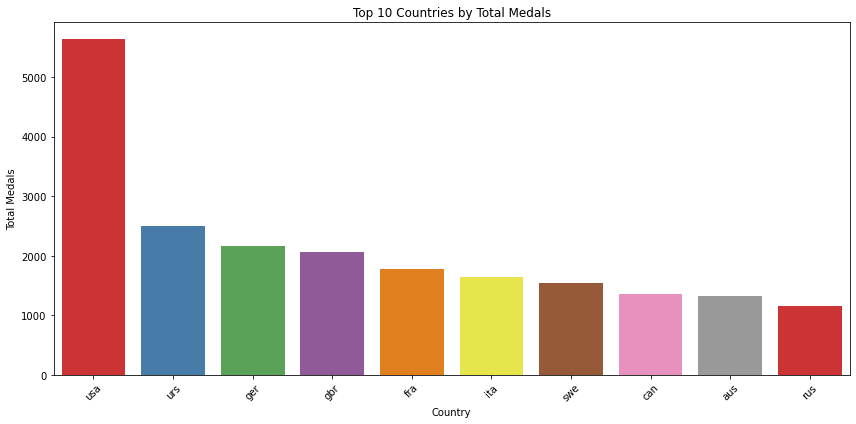 Top 10 Countries by Total Medals
Total Medals
5000
4000
3000
2000
1000
0
usa
urs
ger
gbr
fra
ita
swe
can
aus
rus
Country